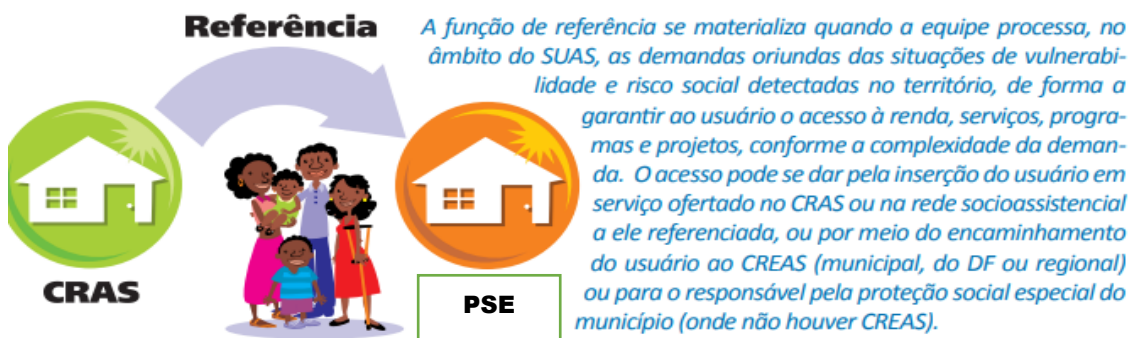 Referência
A função de referência se materializa quando a equipe processa, no
âmbito do SUAS, as demandas oriundas das situações de vulnerabi-
lidade e risco social detectadas no território, de forma a
garantir ao usuário o acesso à renda, serviços, progra-
mas e projetos, conforme a complexidade da deman-
da. O acesso pode se dar pela inserção do usuário em
serviço ofertado no CRAS ou na rede socioassistencial
a ele referenciada, ou por meio do encaminhamento
do usuário ao CREAS (municipal, do DF ou regional)
ou para o responsável pela proteção social especial do
município (onde não houver CREAS).
CRAS
PSE